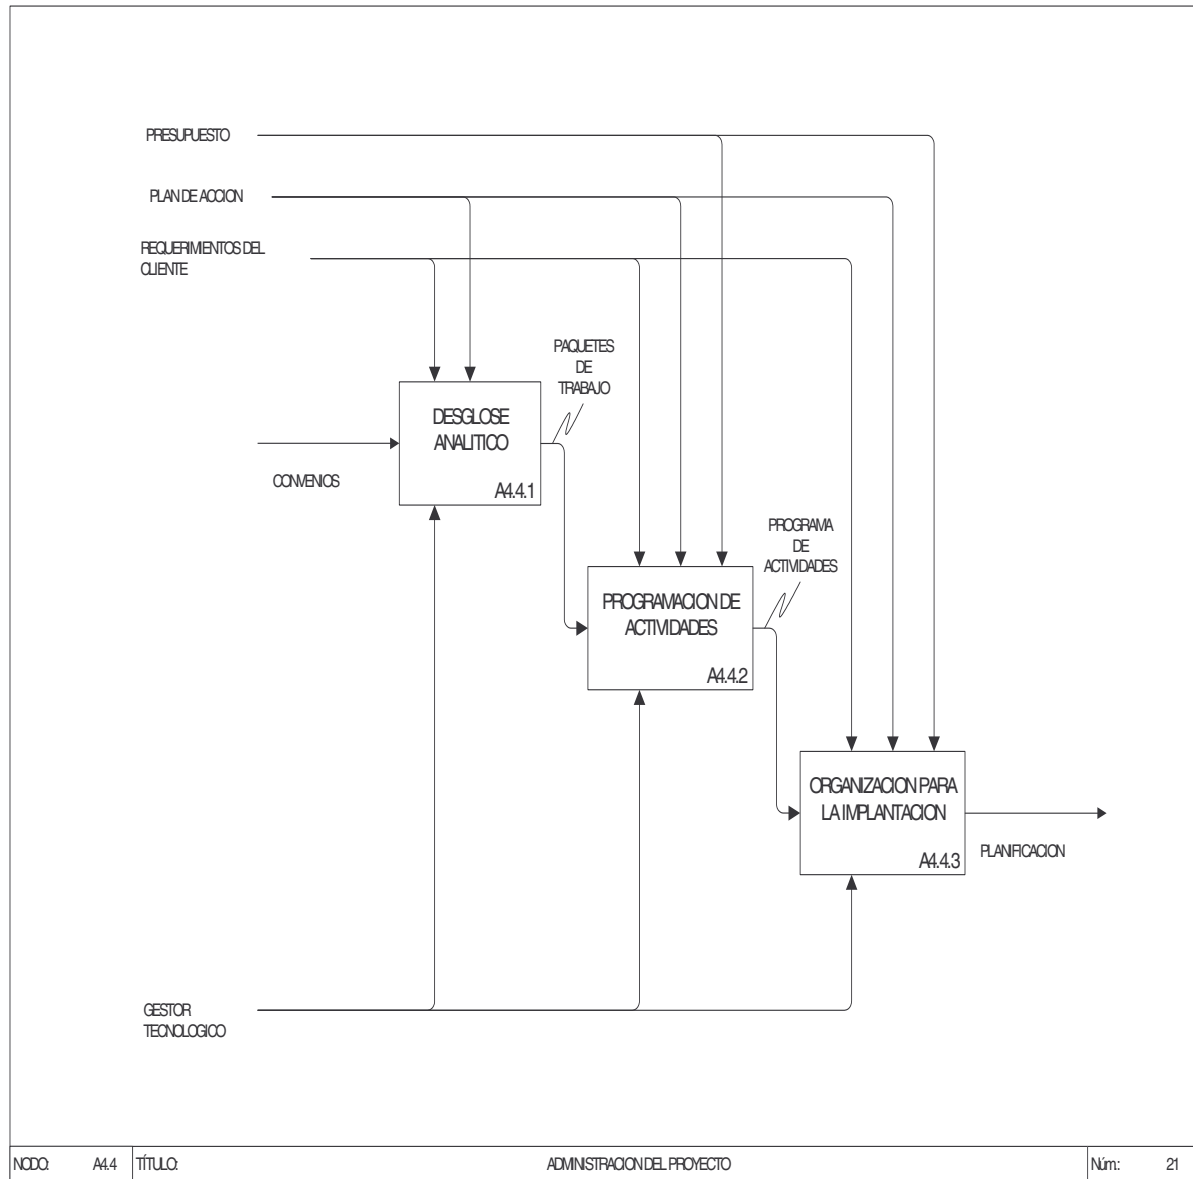 PRESUPUESTO
PLAN DE ACCION
REQUERIMIENTOS DEL
CLIENTE
PAQUETES
DE
TRABAJO
DESGLOSE
ANALITICO
A4.4.1
CONVENIOS
PROGRAMA
DE
ACTIVIDADES
PROGRAMACION DE
ACTIVIDADES
A4.4.2
ORGANIZACION PARA
LA IMPLANTACION
A4.4.3
PLANIFICACION
GESTOR
TECNOLOGICO
NODO: A4.4 TÍTULO: ADMINISTRACION DEL PROYECTO Núm.: 21